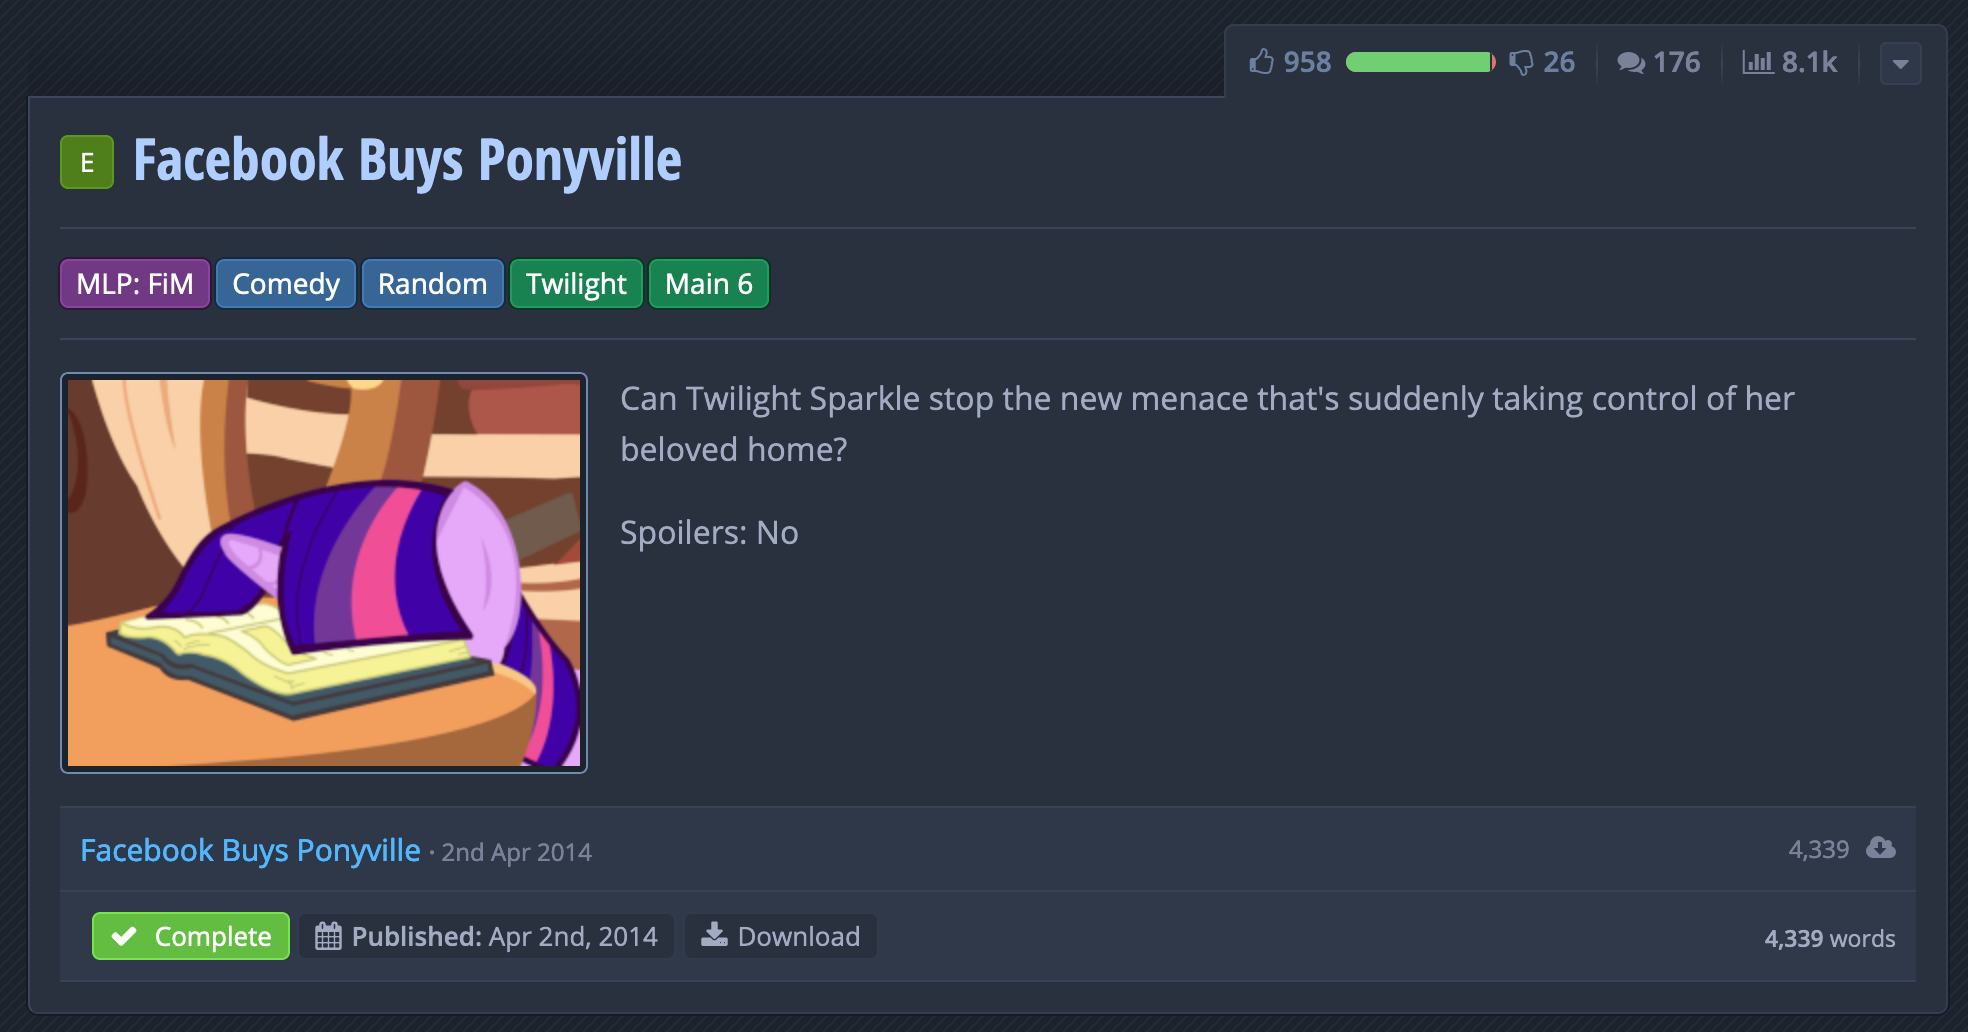 958 26 176 8.1k
E Facebook Buys Ponyville
MLP: FiM Comedy Random Twilight Main 6
Can Twilight Sparkle stop the new menace that's suddenly taking control of her
beloved home?
Spoilers: No
Facebook Buys Ponyville · 2nd Apr 2014 4,339
Complete Published: Apr 2nd, 2014 Download 4,339 words